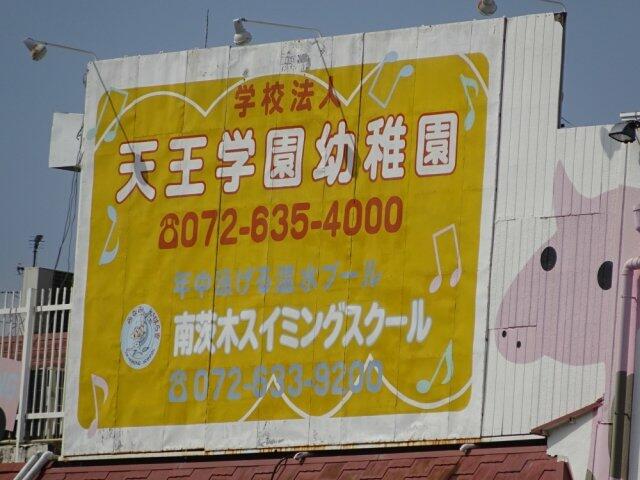 学校法人
天王学園幼稚園
☎072-635-4000
年中泳げる温水プール
南茨木スイミングスクール
☎072-633-9200